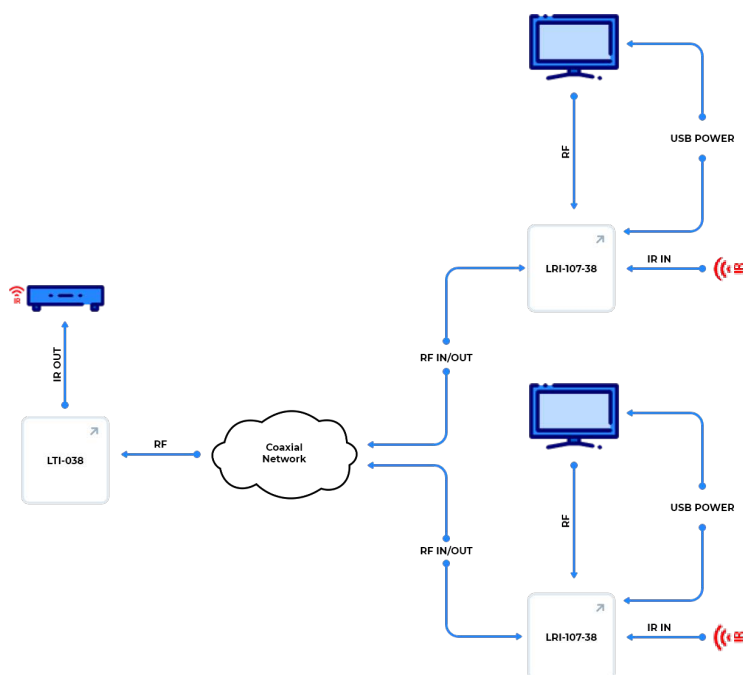 RF
USB POWER
LRI-107-38
IR IN
IR
IR
IR OUT
RF IN/OUT
LTI-038
RF
Coaxial
Network
RF
USB POWER
RF IN/OUT
LRI-107-38
IR IN
IR